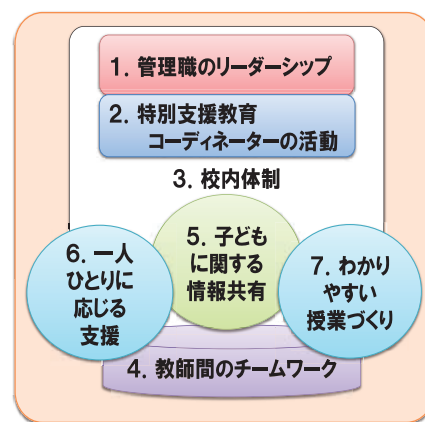 1．管理職のリーダーシップ
2．特別支援教育
コーディネーターの活動
3．校内体制
5．子ども
に関する
情報共有
6．一人
ひとりに
応じる
支援
7．わかり
やすい
授業づくり
4．教師間のチームワーク